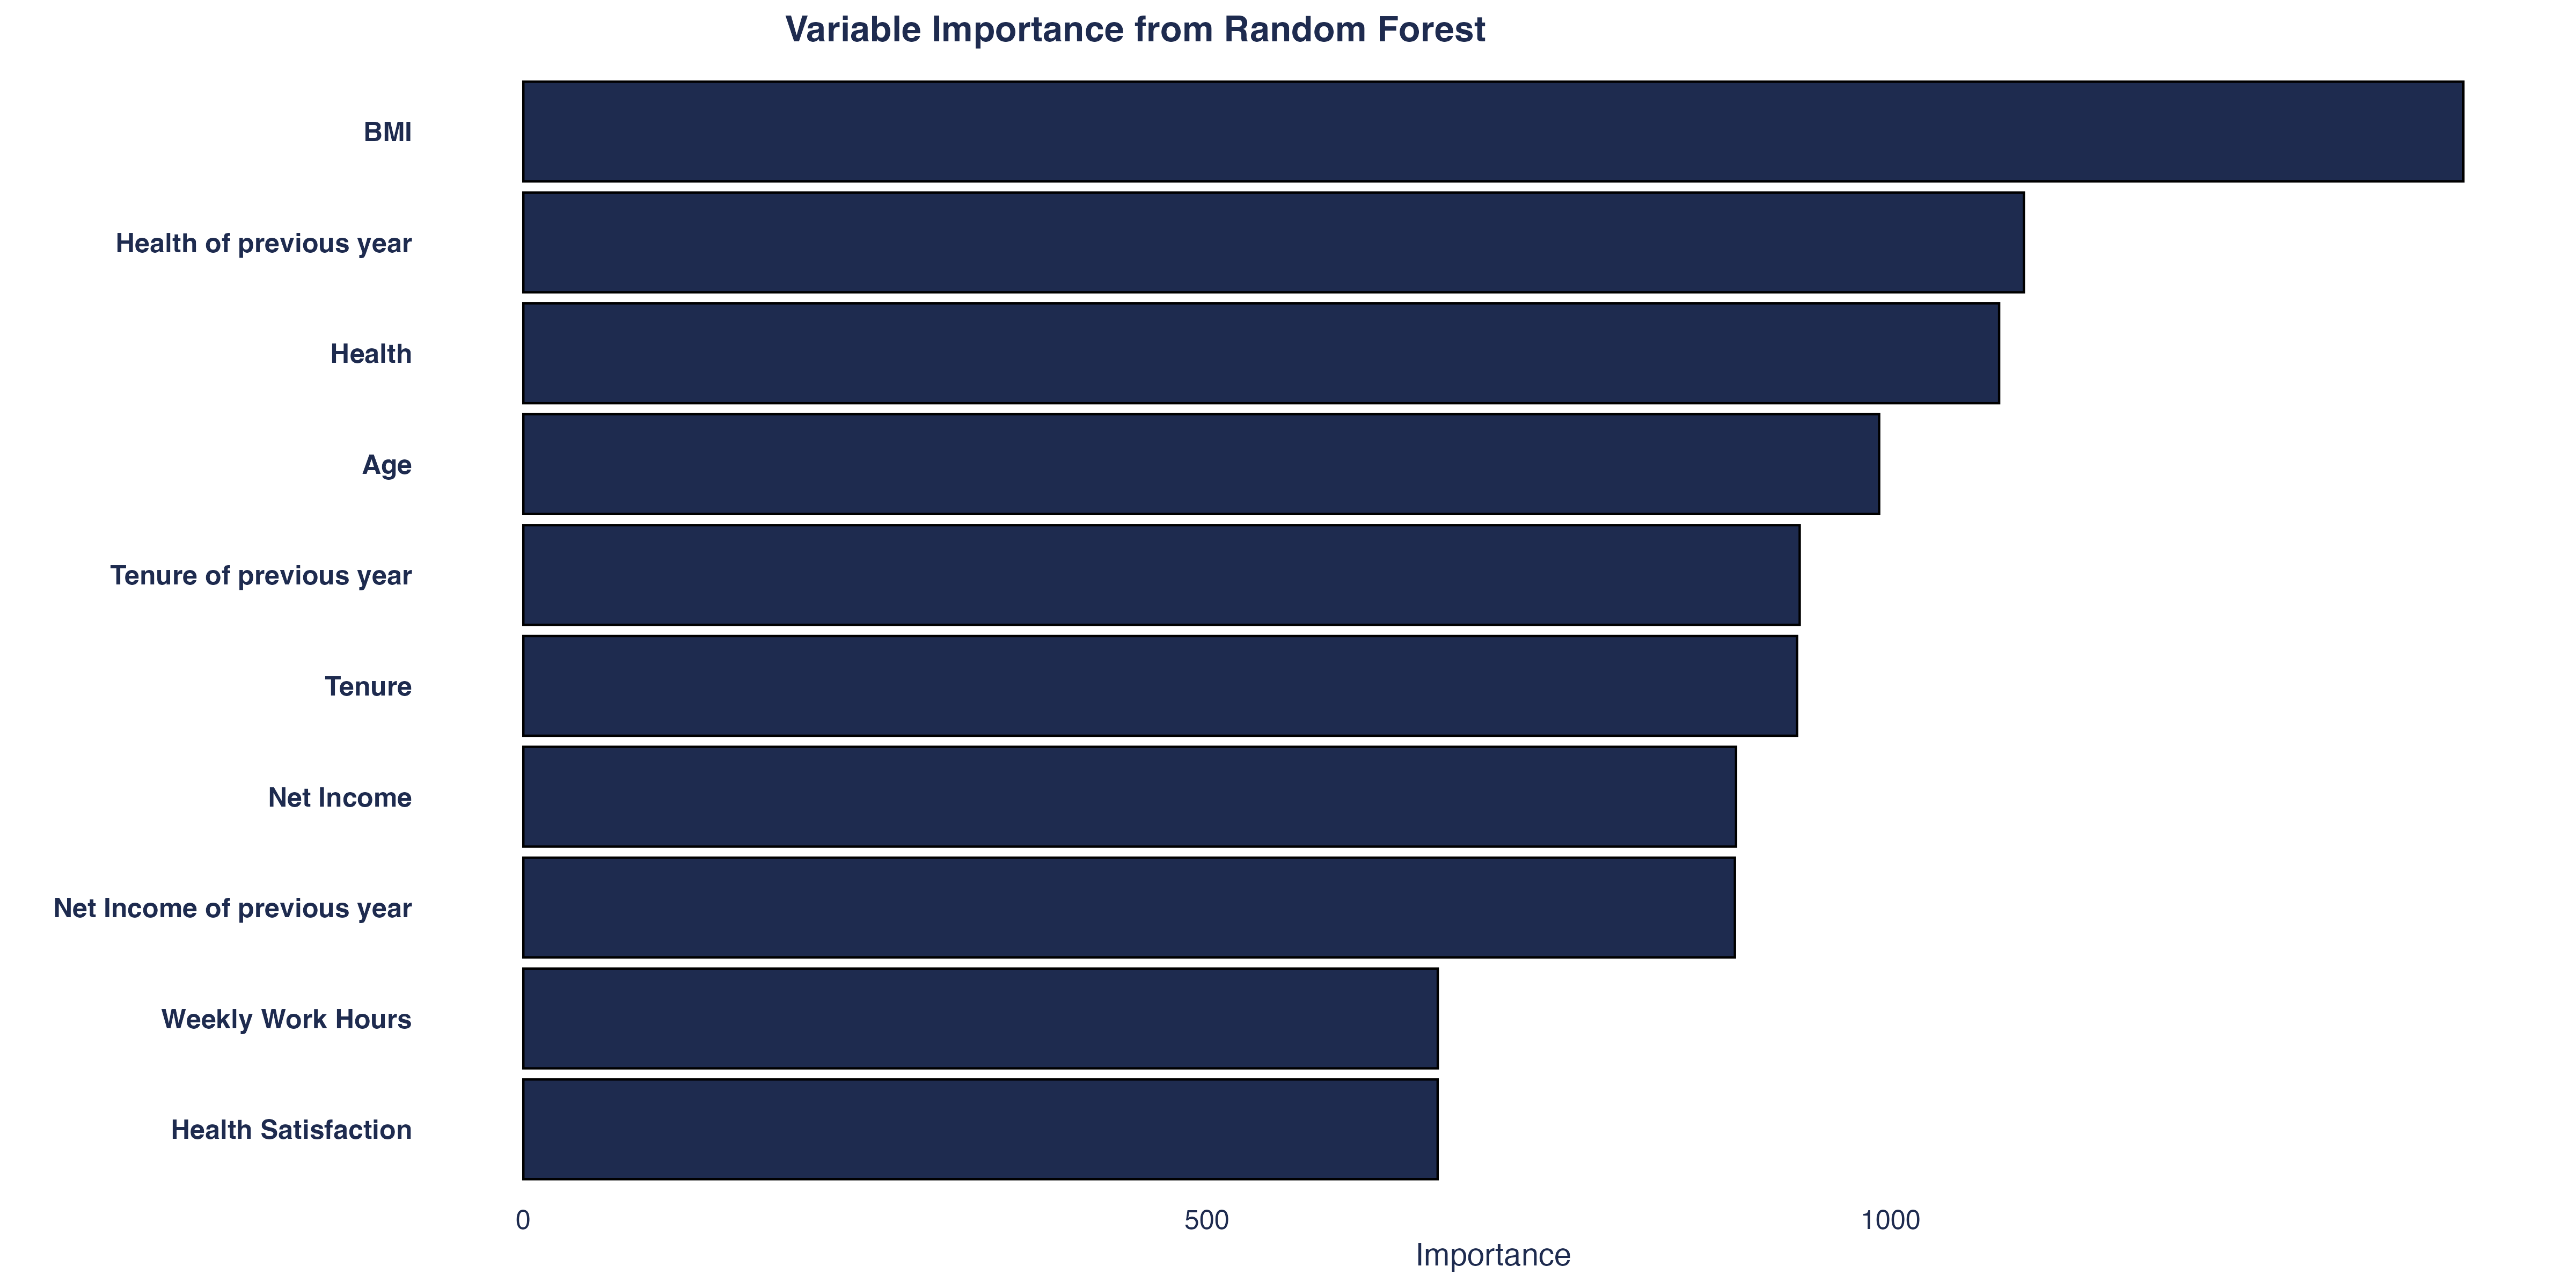 Variable Importance from Random Forest
BMI
Health of previous year
Health
Age
Tenure of previous year
Tenure
Net Income
Net Income of previous year
Weekly Work Hours
Health Satisfaction
0 500 1000
Importance